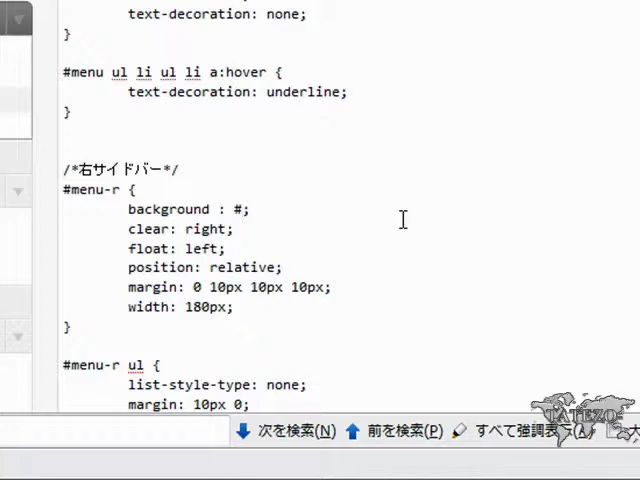 text-decoration: none;
}
#menu ul li ul li a:hover {
text-decoration: underline;
}
/*右サイドバー*/
#menu-r {
background : #;
clear: right;
float: left;
position: relative;
margin: 0 10px 10px 10px;
width: 180px;
}
#menu-r ul {
list-style-type: none;
margin: 10px 0;
TATEZO
次を検索(N) 前を検索(P) すべて強調表示(A) 大